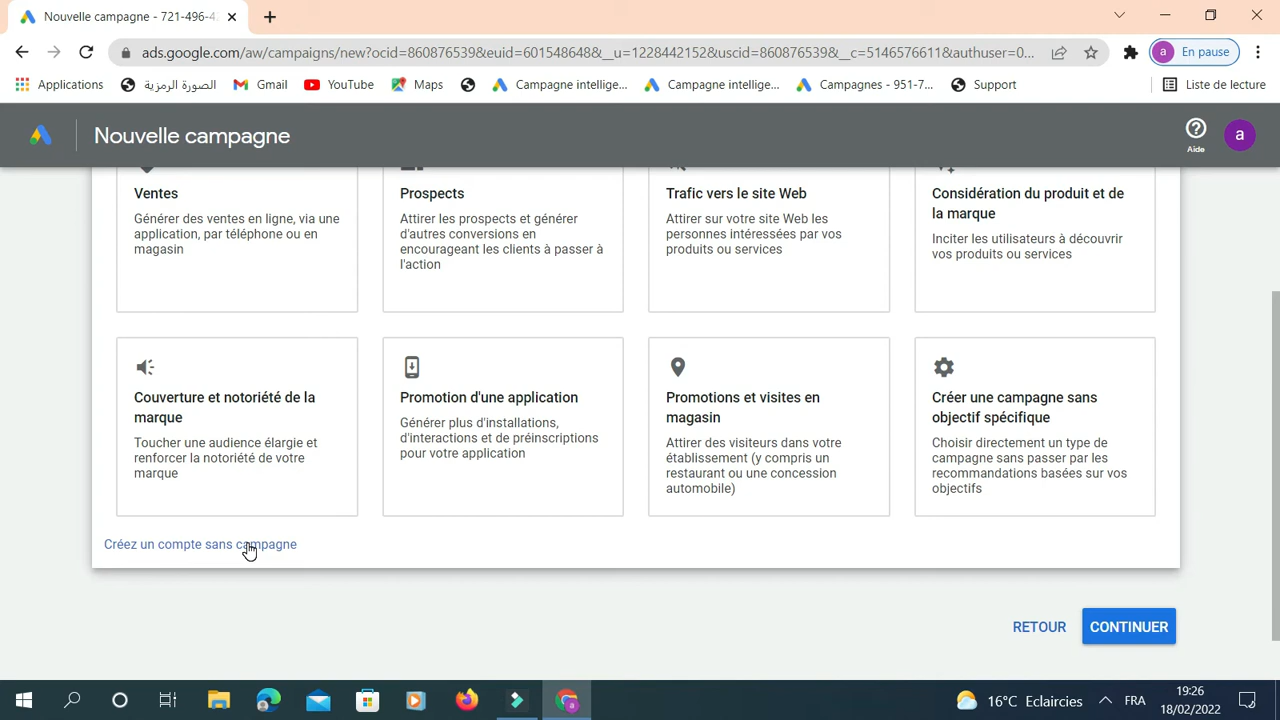 Nouvelle campagne - 721-496-4
ads.google.com/aw/campaigns/new?ocid=860876539&euid=601548648&__u=1228442152&uscid=860876539&__c=5146576611&authuser=0...
a En pause
Applications
الصورة الرمزية
Gmail
YouTube
Maps
Campagne intellige...
Campagne intellige...
Campagnes - 951-7...
Support
Liste de lecture
Nouvelle campagne
Aide
a
Ventes
Générer des ventes en ligne, via une
application, par téléphone ou en
magasin
Prospects
Attirer les prospects et générer
d'autres conversions en
encourageant les clients à passer à
l'action
Trafic vers le site Web
Attirer sur votre site Web les
personnes intéressées par vos
produits ou services
Considération du produit et de
la marque
Inciter les utilisateurs à découvrir
vos produits ou services
Couverture et notoriété de la
marque
Toucher une audience élargie et
renforcer la notoriété de votre
marque
Promotion d'une application
Générer plus d'installations,
d'interactions et de préinscriptions
pour votre application
Promotions et visites en
magasin
Attirer des visiteurs dans votre
établissement (y compris un
restaurant ou une concession
automobile)
Créer une campagne sans
objectif spécifique
Choisir directement un type de
campagne sans passer par les
recommandations basées sur vos
objectifs
Créez un compte sans campagne
RETOUR
CONTINUER
16°C Eclaircies
FRA
19:26
18/02/2022